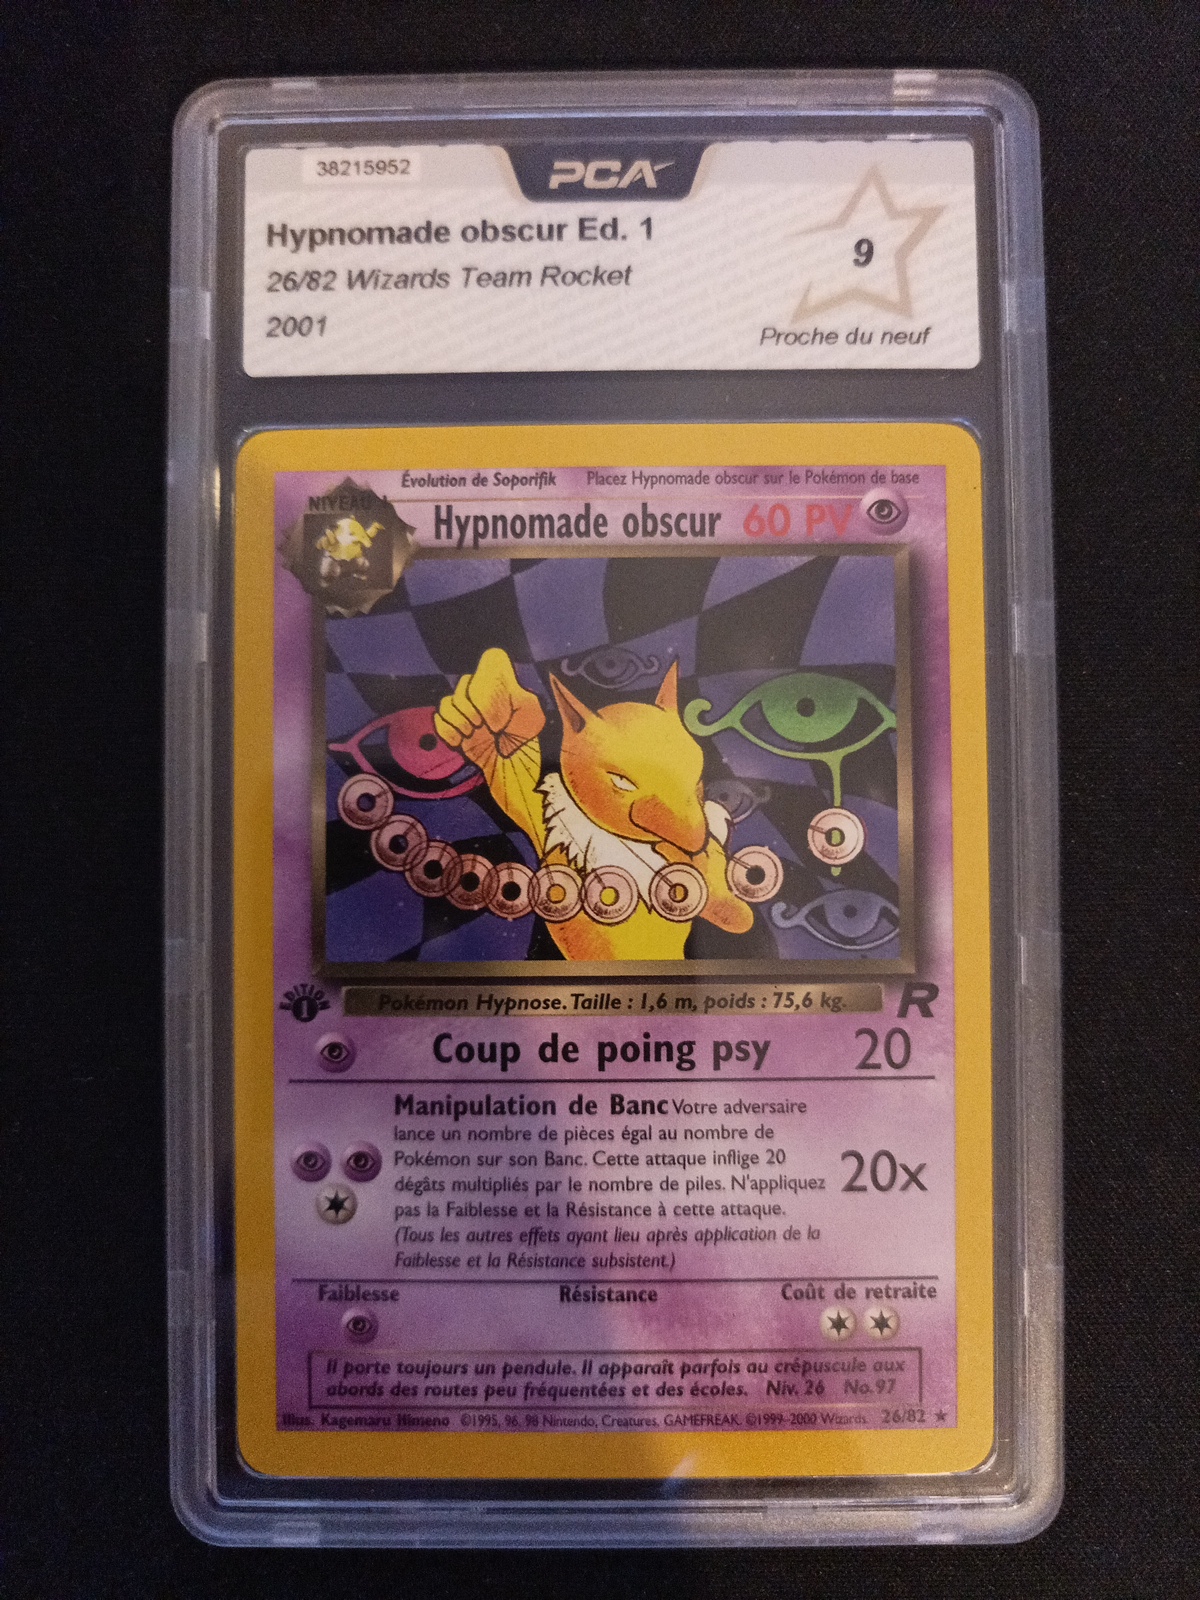 38215952
PCA
Hypnomade obscur Ed. 1
26/82 Wizards Team Rocket
2001
9
Proche du neuf
Évolution de Soporifik Placez Hypnomade obscur sur le Pokémon de base
NIVEAU 1
Hypnomade obscur 60 PV
EDITION
1
Pokémon Hypnose. Taille : 1,6 m, poids : 75,6 kg.
R
Coup de poing psy 20
Manipulation de Banc Votre adversaire
lance un nombre de pièces égal au nombre de
Pokémon sur son Banc. Cette attaque inflige 20
dégâts multipliés par le nombre de piles. N'appliquez
pas la Faiblesse et la Résistance à cette attaque.
(Tous les autres effets ayant lieu après application de la
Faiblesse et la Résistance subsistent.)
20x
Faiblesse Résistance Coût de retraite
Il porte toujours un pendule. Il apparaît parfois au crépuscule aux
abords des routes peu fréquentées et des écoles. Niv. 26 No. 97
Illus. Kagemaru Himeno ©1995, 96, 98 Nintendo, Creatures, GAMEFREAK. ©1999-2000 Wizards. 26/82 ★